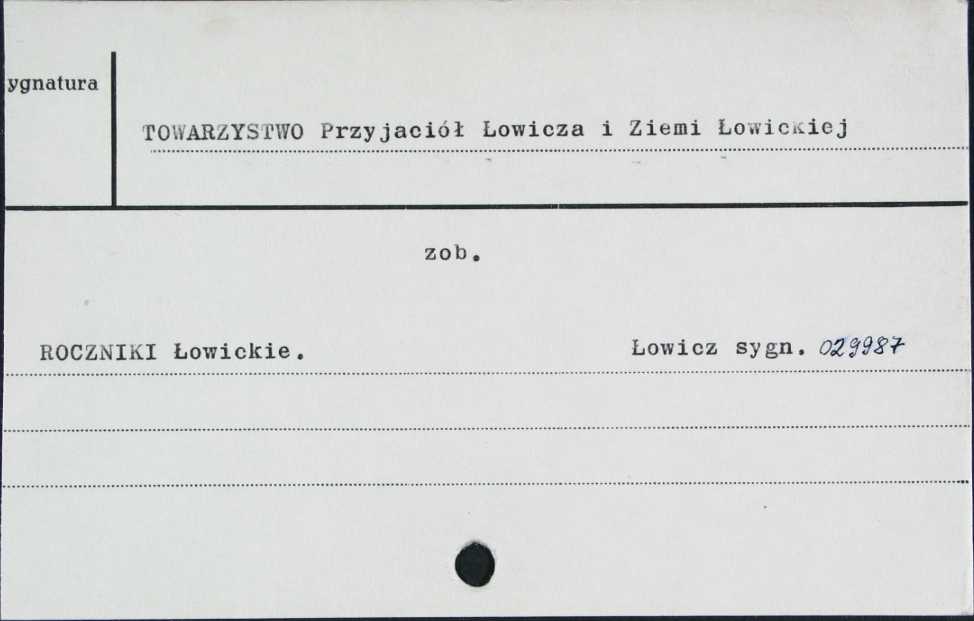 ygnatura
TOWARZYSTWO Przyjaciół Łowicza i Ziemi Łowickiej
zob.
ROCZNIKI Łowickie. Łowicz sygn. 029987